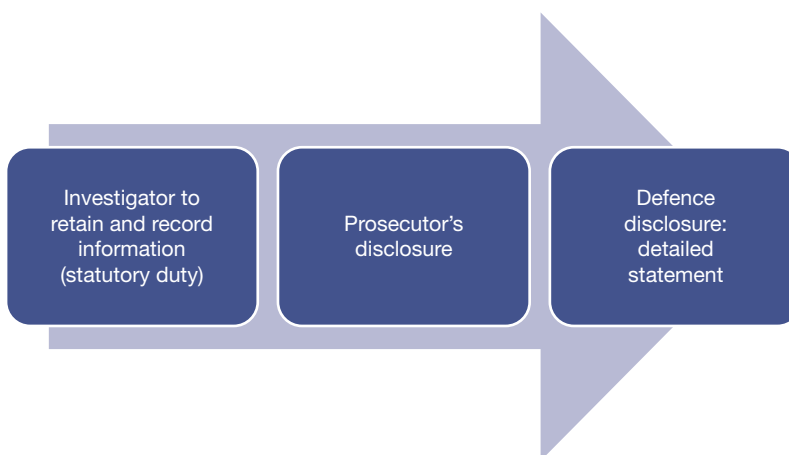 Investigator to
retain and record
information
(statutory duty)
Prosecutor's
disclosure
Defence
disclosure:
detailed
statement